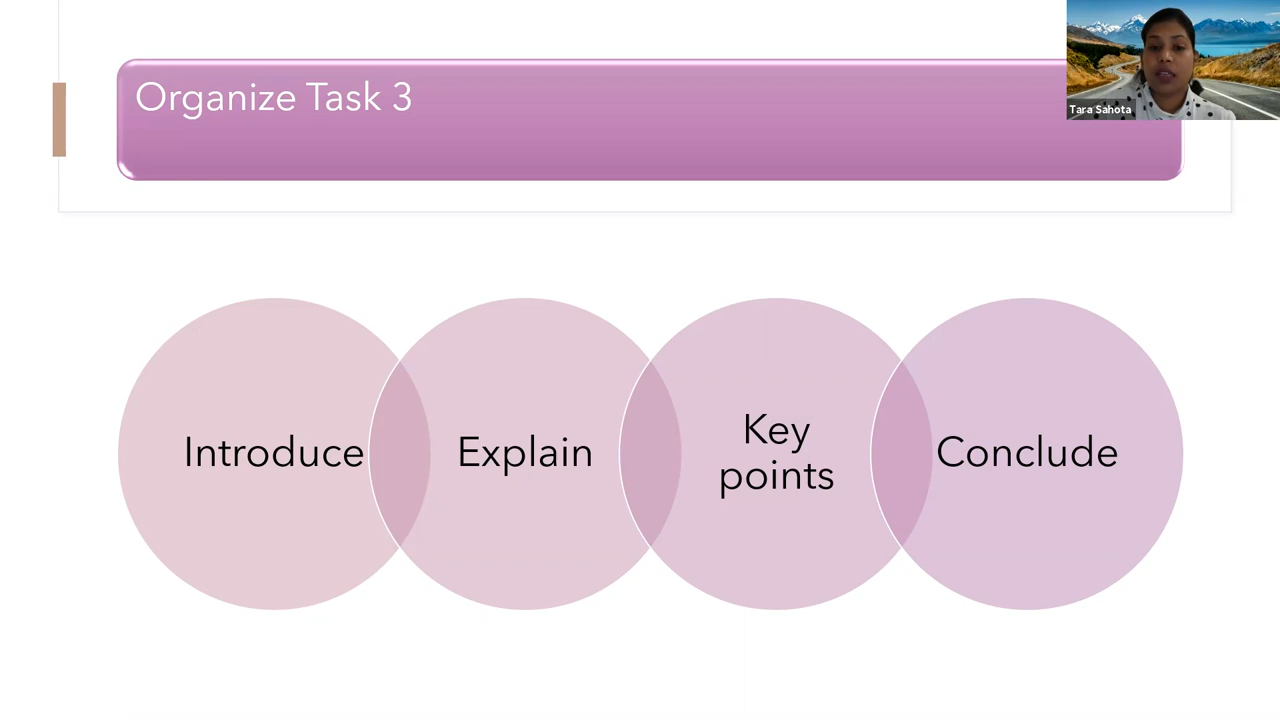 Organize Task 3
Tara Sahota
Introduce
Explain
Key
points
Conclude